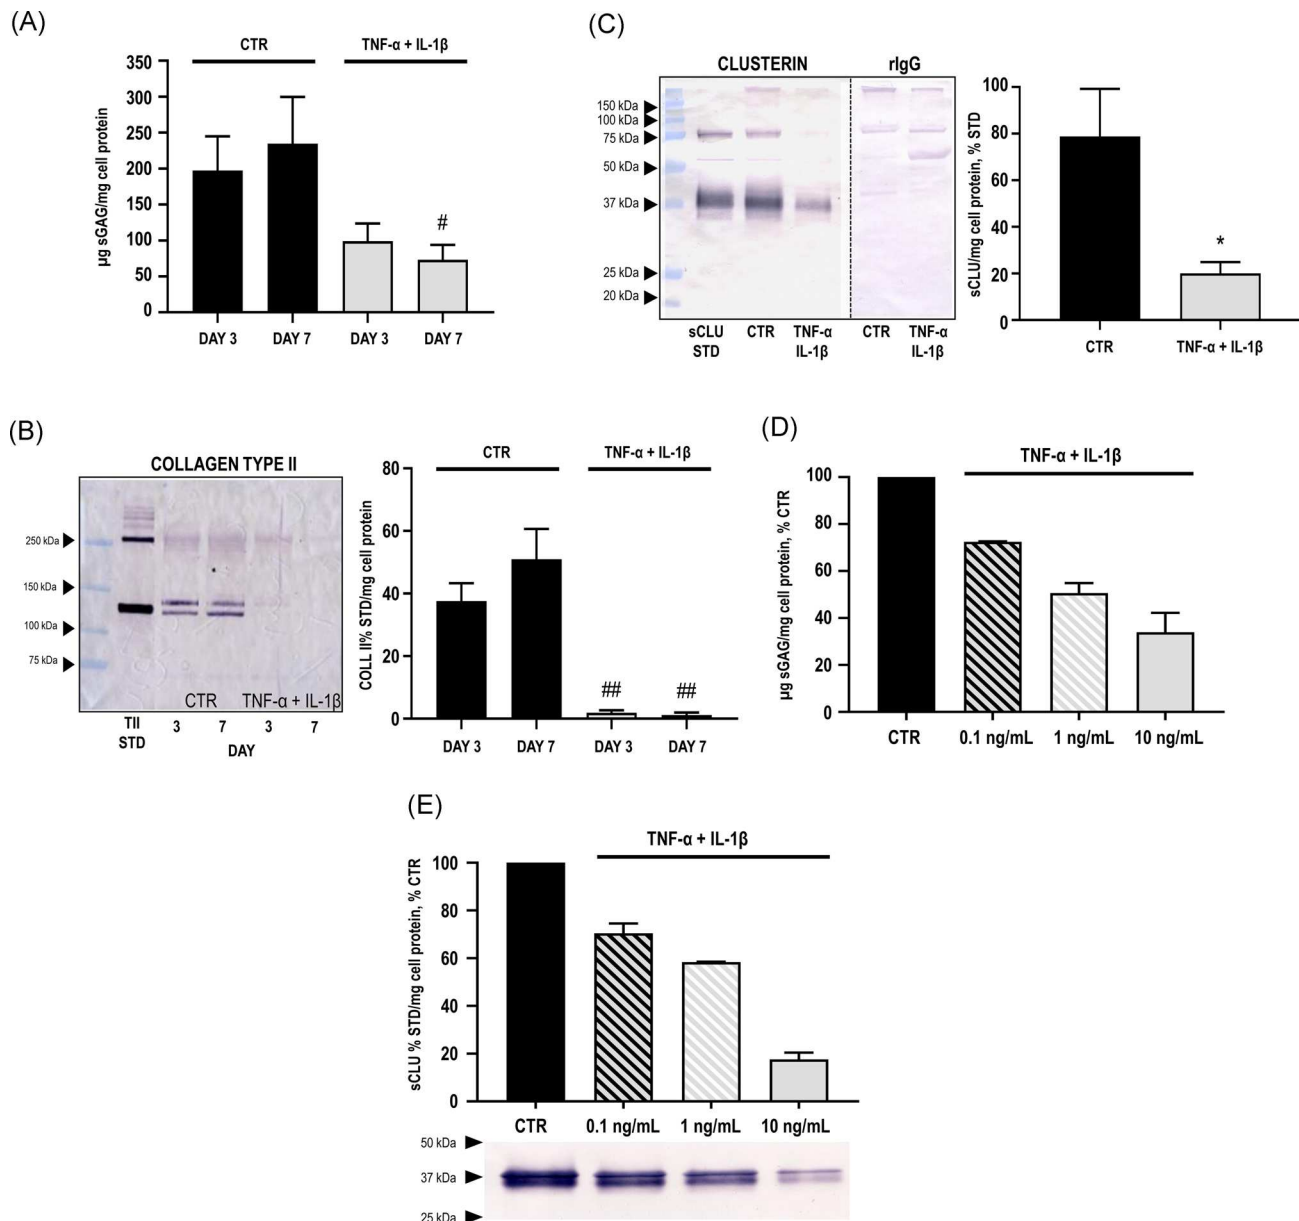 (A)
CTR
TNF-α + IL-1β
µg sGAG/mg cell protein
350
300
250
200
150
100
50
0
#
DAY 3
DAY 7
DAY 3
DAY 7
(C)
CLUSTERIN
rIgG
150 kDa
100 kDa
75 kDa
50 kDa
37 kDa
25 kDa
20 kDa
sCLU STD
CTR
TNF-α IL-1β
CTR
TNF-α IL-1β
sCLU/mg cell protein, % STD
100
80
60
40
20
0
*
CTR
TNF-α + IL-1β
(B)
COLLAGEN TYPE II
250 kDa
150 kDa
100 kDa
75 kDa
CTR
TNF-α + IL-1β
TII STD
3
7
3
7
DAY
COLL II% STD/mg cell protein
CTR
TNF-α + IL-1β
80
60
40
20
0
##
##
DAY 3
DAY 7
DAY 3
DAY 7
(D)
TNF-α + IL-1β
µg sGAG/mg cell protein, % CTR
100
80
60
40
20
0
CTR
0.1 ng/mL
1 ng/mL
10 ng/mL
(E)
TNF-α + IL-1β
sCLU % STD/mg cell protein, % CTR
100
80
60
40
20
0
CTR
0.1 ng/mL
1 ng/mL
10 ng/mL
50 kDa
37 kDa
25 kDa